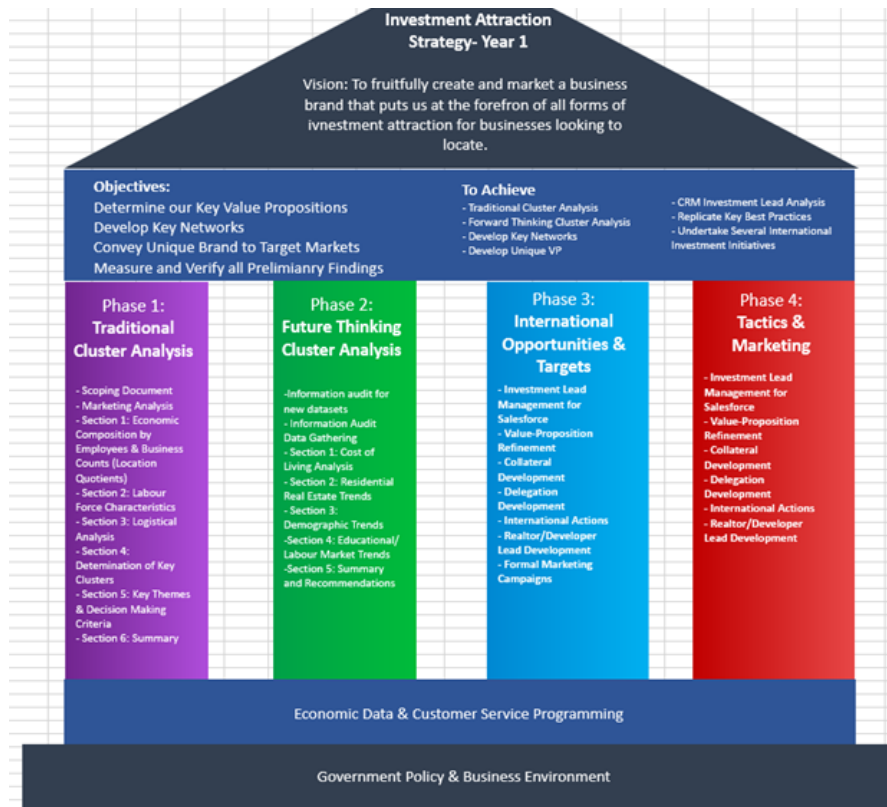 Investment Attraction
Strategy- Year 1
Vision: To fruitfully create and market a business
brand that puts us at the forefron of all forms of
ivnestment attraction for businesses looking to
locate.
Objectives:
Determine our Key Value Propositions
Develop Key Networks
Convey Unique Brand to Target Markets
Measure and Verify all Prelimianry Findings
To Achieve
- Traditional Cluster Analysis
- Forward Thinking Cluster Analysis
- Develop Key Networks
- Develop Unique VP
- CRM Investment Lead Analysis
- Replicate Key Best Practices
- Undertake Several International
Investment Initiatives
Phase 1:
Traditional
Cluster Analysis
- Scoping Document
- Marketing Analysis
- Section 1: Economic
Composition by
Employees & Business
Counts (Location
Quotients)
- Section 2: Labour
Force Characteristics
- Section 3: Logistical
Analysis
- Section 4:
Detemination of Key
Clusters
- Section 5: Key Themes
& Decision Making
Criteria
- Section 6: Summary
Phase 2:
Future Thinking
Cluster Analysis
-Information audit for
new datasets
- Information Audit
Data Gathering
- Section 1: Cost of
Living Analysis
- Section 2: Residential
Real Estate Trends
- Section 3:
Demographic Trends
-Section 4: Educational/
Labour Market Trends
-Section 5: Summary
and Recommendations
Phase 3:
International
Opportunities &
Targets
- Investment Lead
Management for
Salesforce
- Value-Proposition
Refinement
- Collateral
Development
- Delegation
Development
- International Actions
- Realtor/Developer
Lead Development
- Formal Marketing
Campaigns
Phase 4:
Tactics &
Marketing
- Investment Lead
Management for
Salesforce
- Value-Proposition
Refinement
- Collateral
Development
- Delegation
Development
- International Actions
- Realtor/Developer
Lead Development
Economic Data & Customer Service Programming
Government Policy & Business Environment